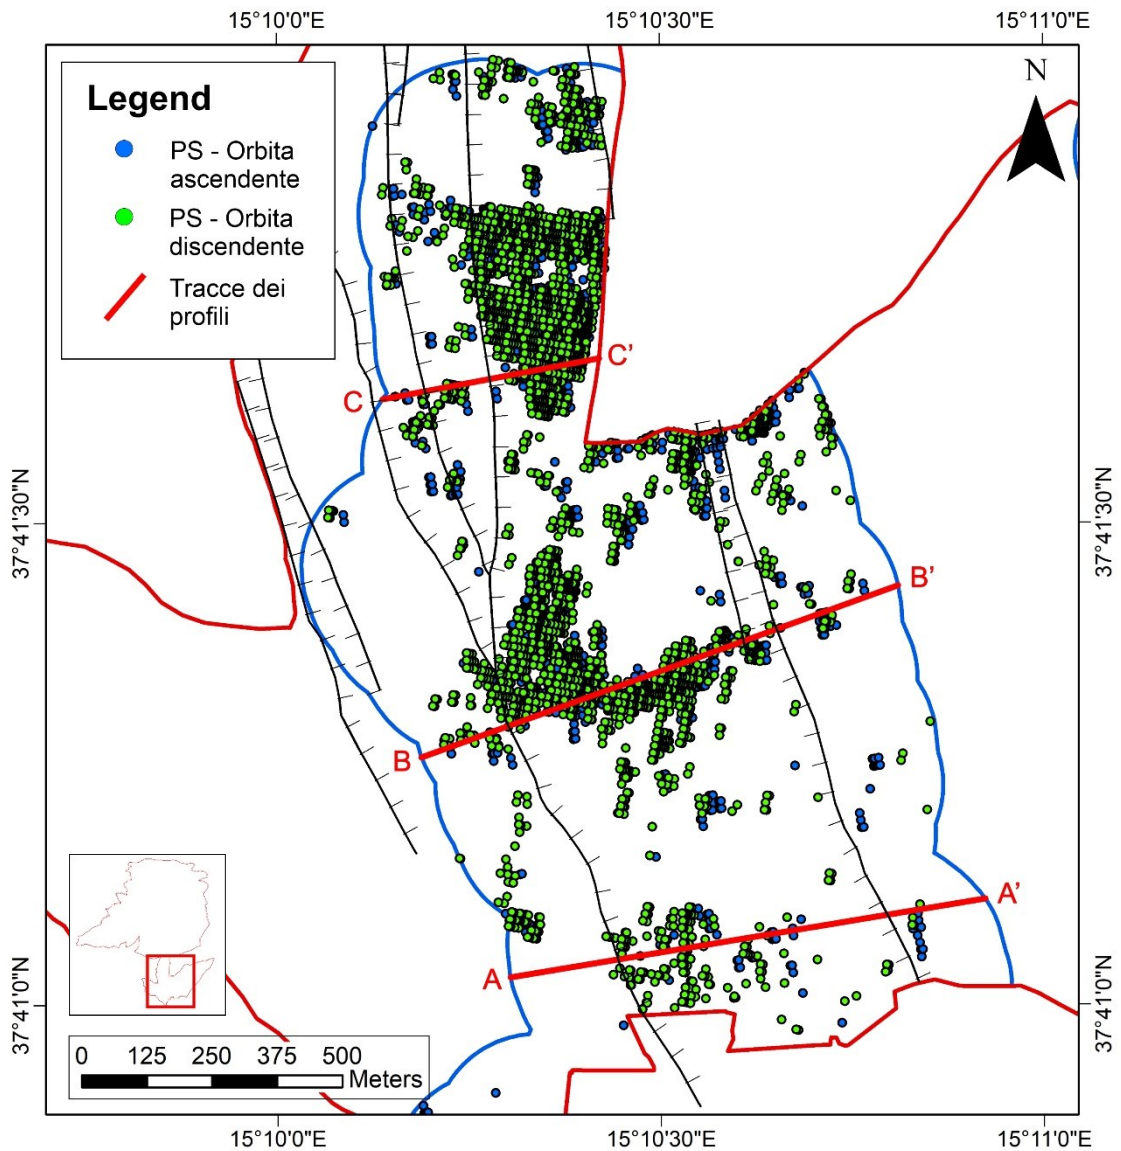 15°10'0"E
15°10'30"E
15°11'0"E
N
Legend
PS - Orbita
ascendente
PS - Orbita
discendente
Tracce dei
profili
C
C'
37°41'30"N
37°41'30"N
B'
B
A'
A
37°41'0"N
37°41'0"N
0 125 250 375 500
Meters
15°10'0"E
15°10'30"E
15°11'0"E